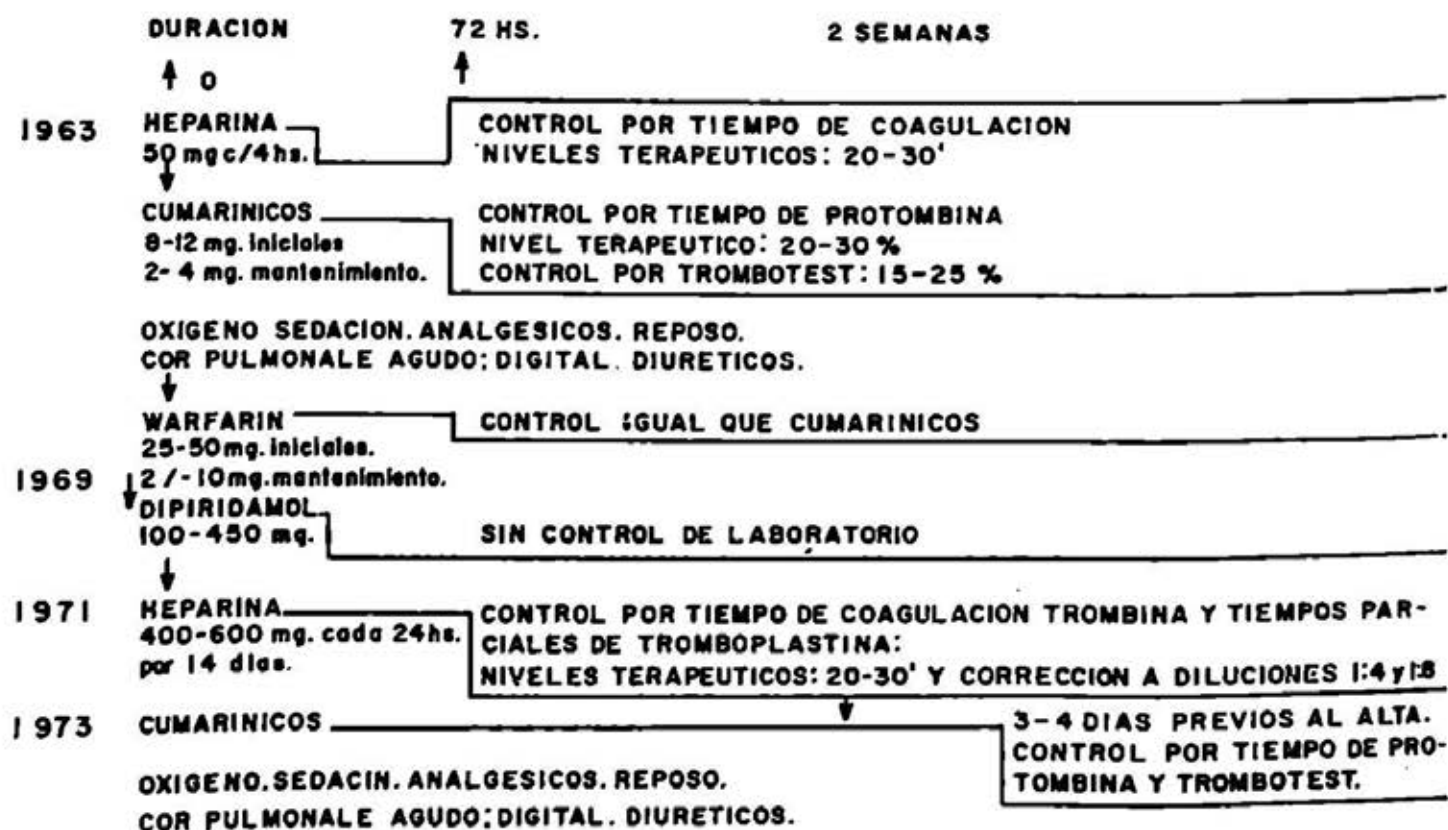 DURACION 72 HS. 2 SEMANAS
0
1963 HEPARINA CONTROL POR TIEMPO DE COAGULACION
50 mg c/4 hs. NIVELES TERAPEUTICOS: 20-30'
CUMARINICOS CONTROL POR TIEMPO DE PROTOMBINA
8-12 mg. iniciales NIVEL TERAPEUTICO: 20-30 %
2-4 mg. mantenimiento. CONTROL POR TROMBOTEST: 15-25 %
OXIGENO SEDACION. ANALGESICOS. REPOSO.
COR PULMONALE AGUDO: DIGITAL. DIURETICOS.
WARFARIN CONTROL IGUAL QUE CUMARINICOS
25-50 mg. iniciales.
1969 2/-10 mg. mantenimiento.
DIPIRIDAMOL
100-450 mg. SIN CONTROL DE LABORATORIO
1971 HEPARINA CONTROL POR TIEMPO DE COAGULACION TROMBINA Y TIEMPOS PAR-
400-600 mg. cada 24 hs. CIALES DE TROMBOPLASTINA:
por 14 dias. NIVELES TERAPEUTICOS: 20-30' Y CORRECCION A DILUCIONES 1:4 y 1:8
1973 CUMARINICOS 3-4 DIAS PREVIOS AL ALTA.
CONTROL POR TIEMPO DE PRO-
OXIGENO. SEDACIN. ANALGESICOS. REPOSO. TOMBINA Y TROMBOTEST.
COR PULMONALE AGUDO: DIGITAL. DIURETICOS.